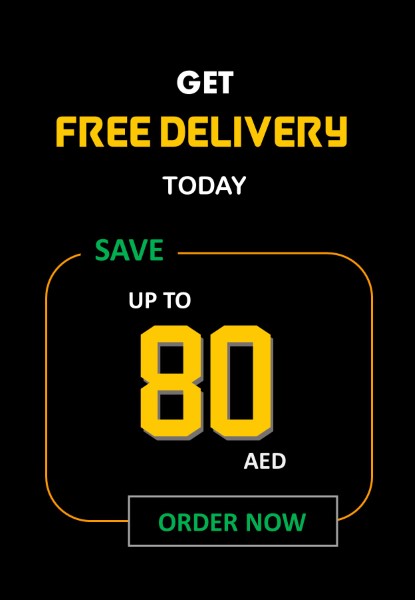 GET
FREE DELIVERY
TODAY
SAVE
UP TO
80
AED
ORDER NOW